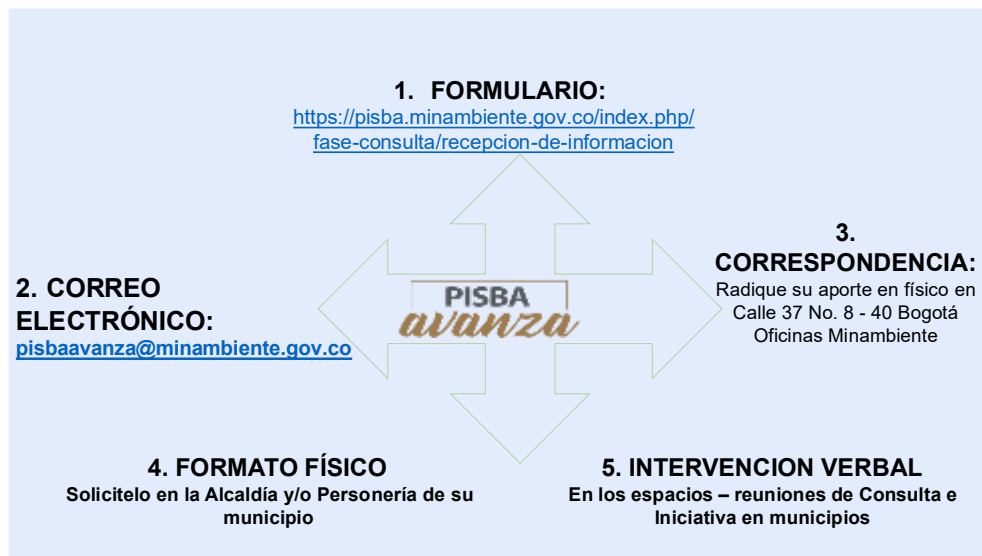 1. FORMULARIO:
https://pisba.minambiente.gov.co/index.php/
fase-consulta/recepcion-de-informacion
2. CORREO
ELECTRÓNICO:
pisbaavanza@minambiente.gov.co
PISBA
avanza
3.
CORRESPONDENCIA:
Radique su aporte en físico en
Calle 37 No. 8 - 40 Bogotá
Oficinas Minambiente
4. FORMATO FÍSICO
Solicitelo en la Alcaldía y/o Personería de su
municipio
5. INTERVENCION VERBAL
En los espacios – reuniones de Consulta e
Iniciativa en municipios